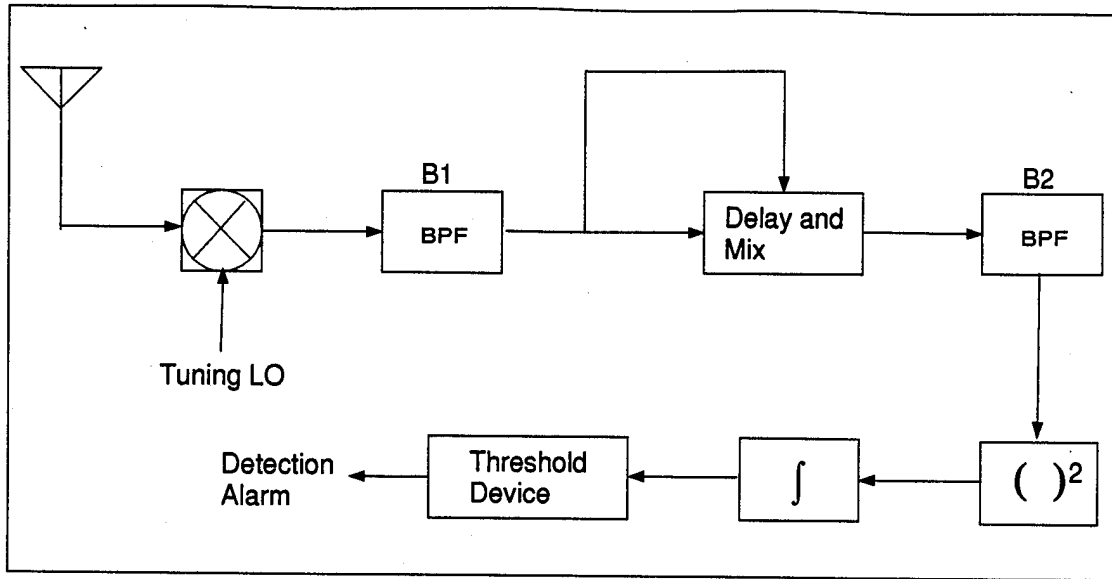 B1
BPF
Delay and
Mix
B2
BPF
Tuning LO
Detection
Alarm
Threshold
Device
∫
( )²